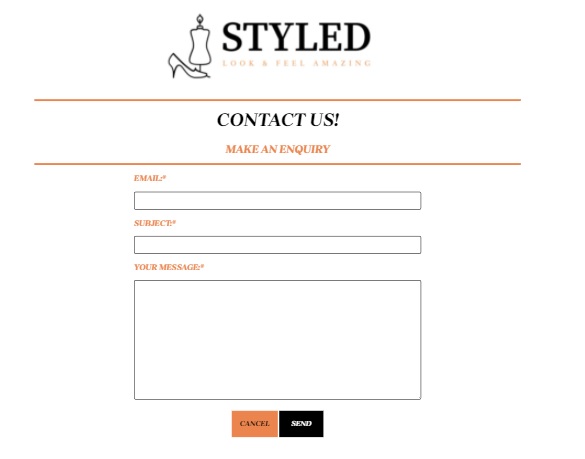 STYLED
LOOK & FEEL AMAZING
CONTACT US!
MAKE AN ENQUIRY
EMAIL:*
SUBJECT:*
YOUR MESSAGE:*
CANCEL SEND